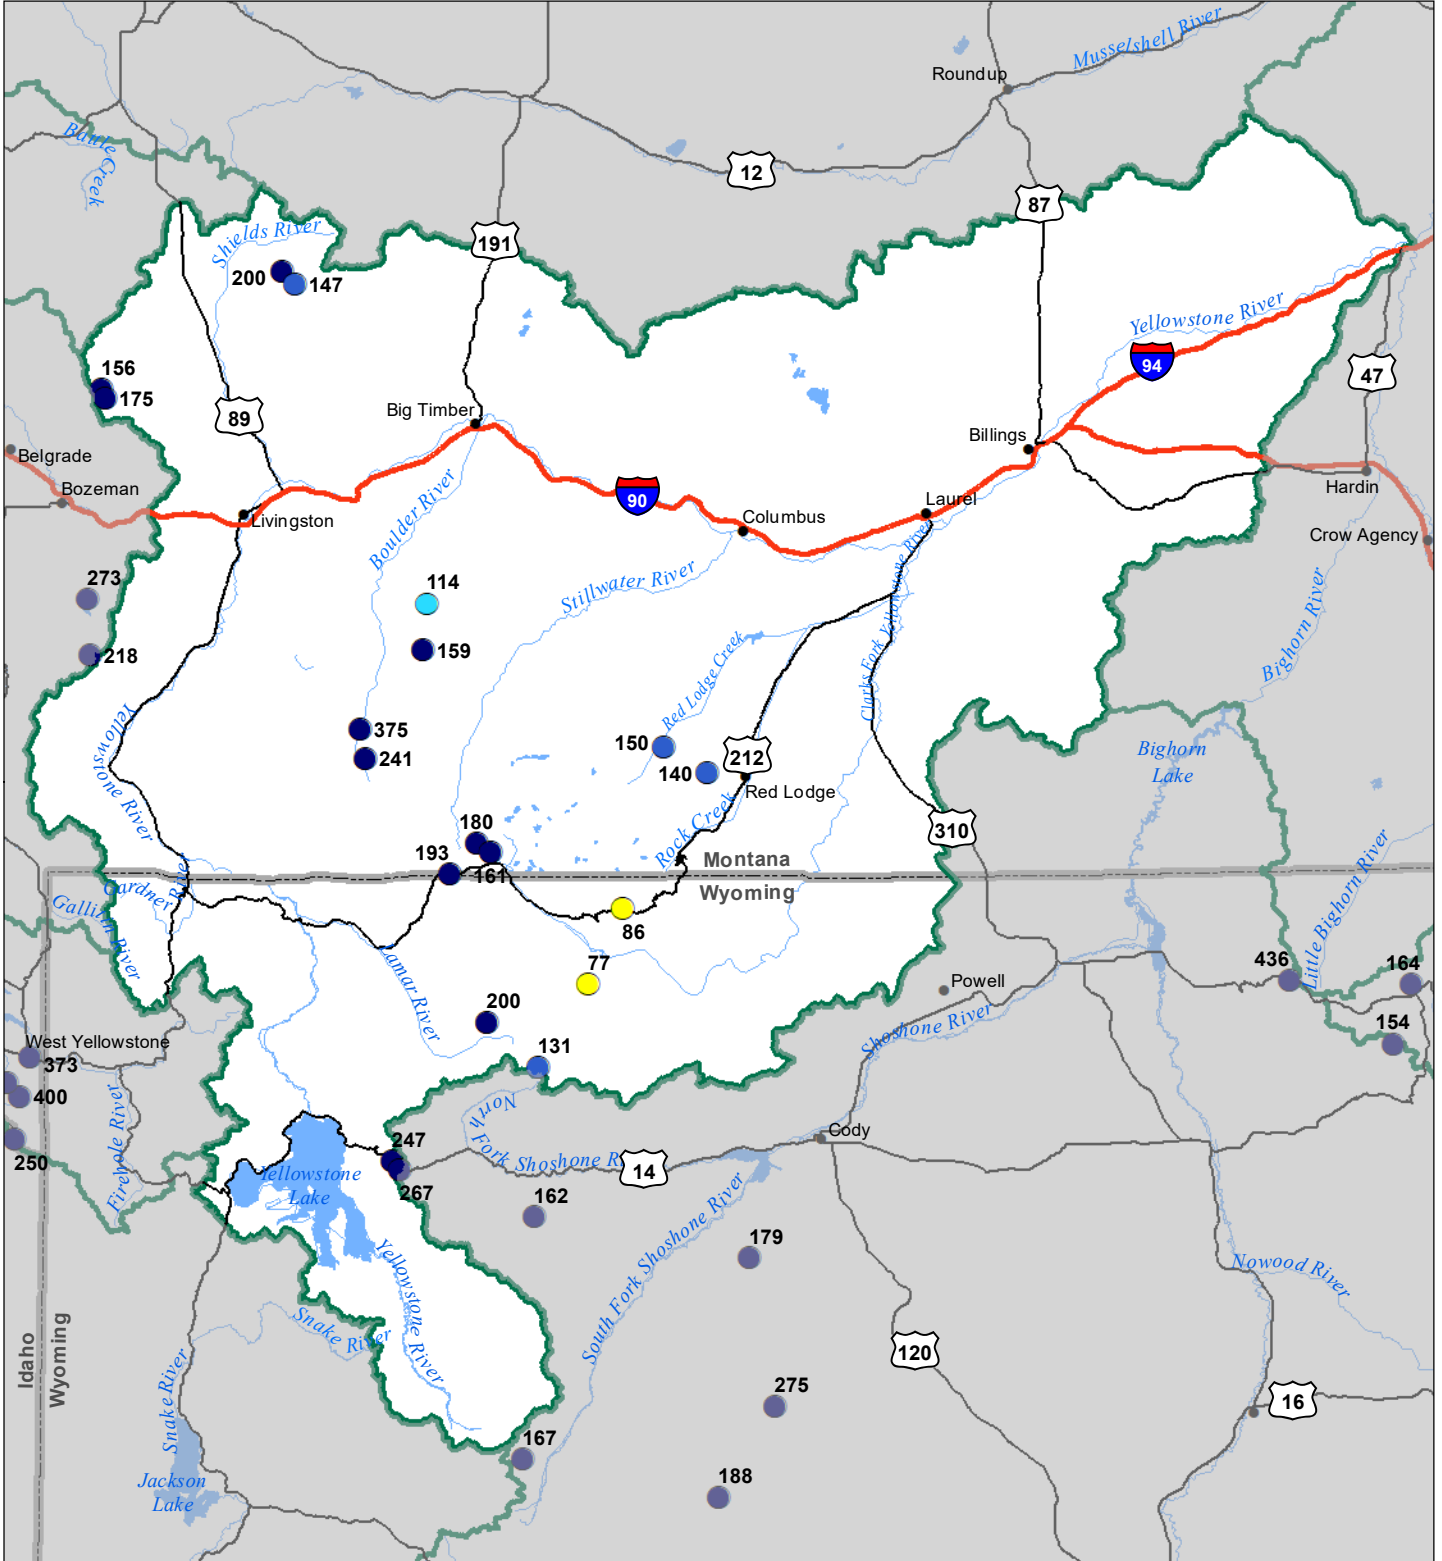 Musselshell River
Roundup
Battle
Creek
12
87
191
Shields River
200
147
Yellowstone River
94
47
156
175
89
Big Timber
Billings
Belgrade
Bozeman
90
Laurel
Hardin
Livingston
Columbus
Crow Agency
Boulder River
Stillwater River
Clarks Fork Yellowstone River
Bighorn River
273
114
218
159
Red Lodge Creek
Yellowstone River
375
241
150
140
212
Red Lodge
Bighorn
Lake
310
180
193
161
Rock Creek
Montana
Wyoming
Little Bighorn River
Gardner River
Gallatin River
86
77
Lamar River
200
131
Powell
Shoshone River
436
164
154
West Yellowstone
373
400
250
Firehole River
North
Fork Shoshone R
14
Cody
247
267
Yellowstone
Lake
162
179
South Fork Shoshone River
Nowood River
Yellowstone River
Snake River
Idaho
Wyoming
Snake River
120
16
275
167
188
Jackson
Lake